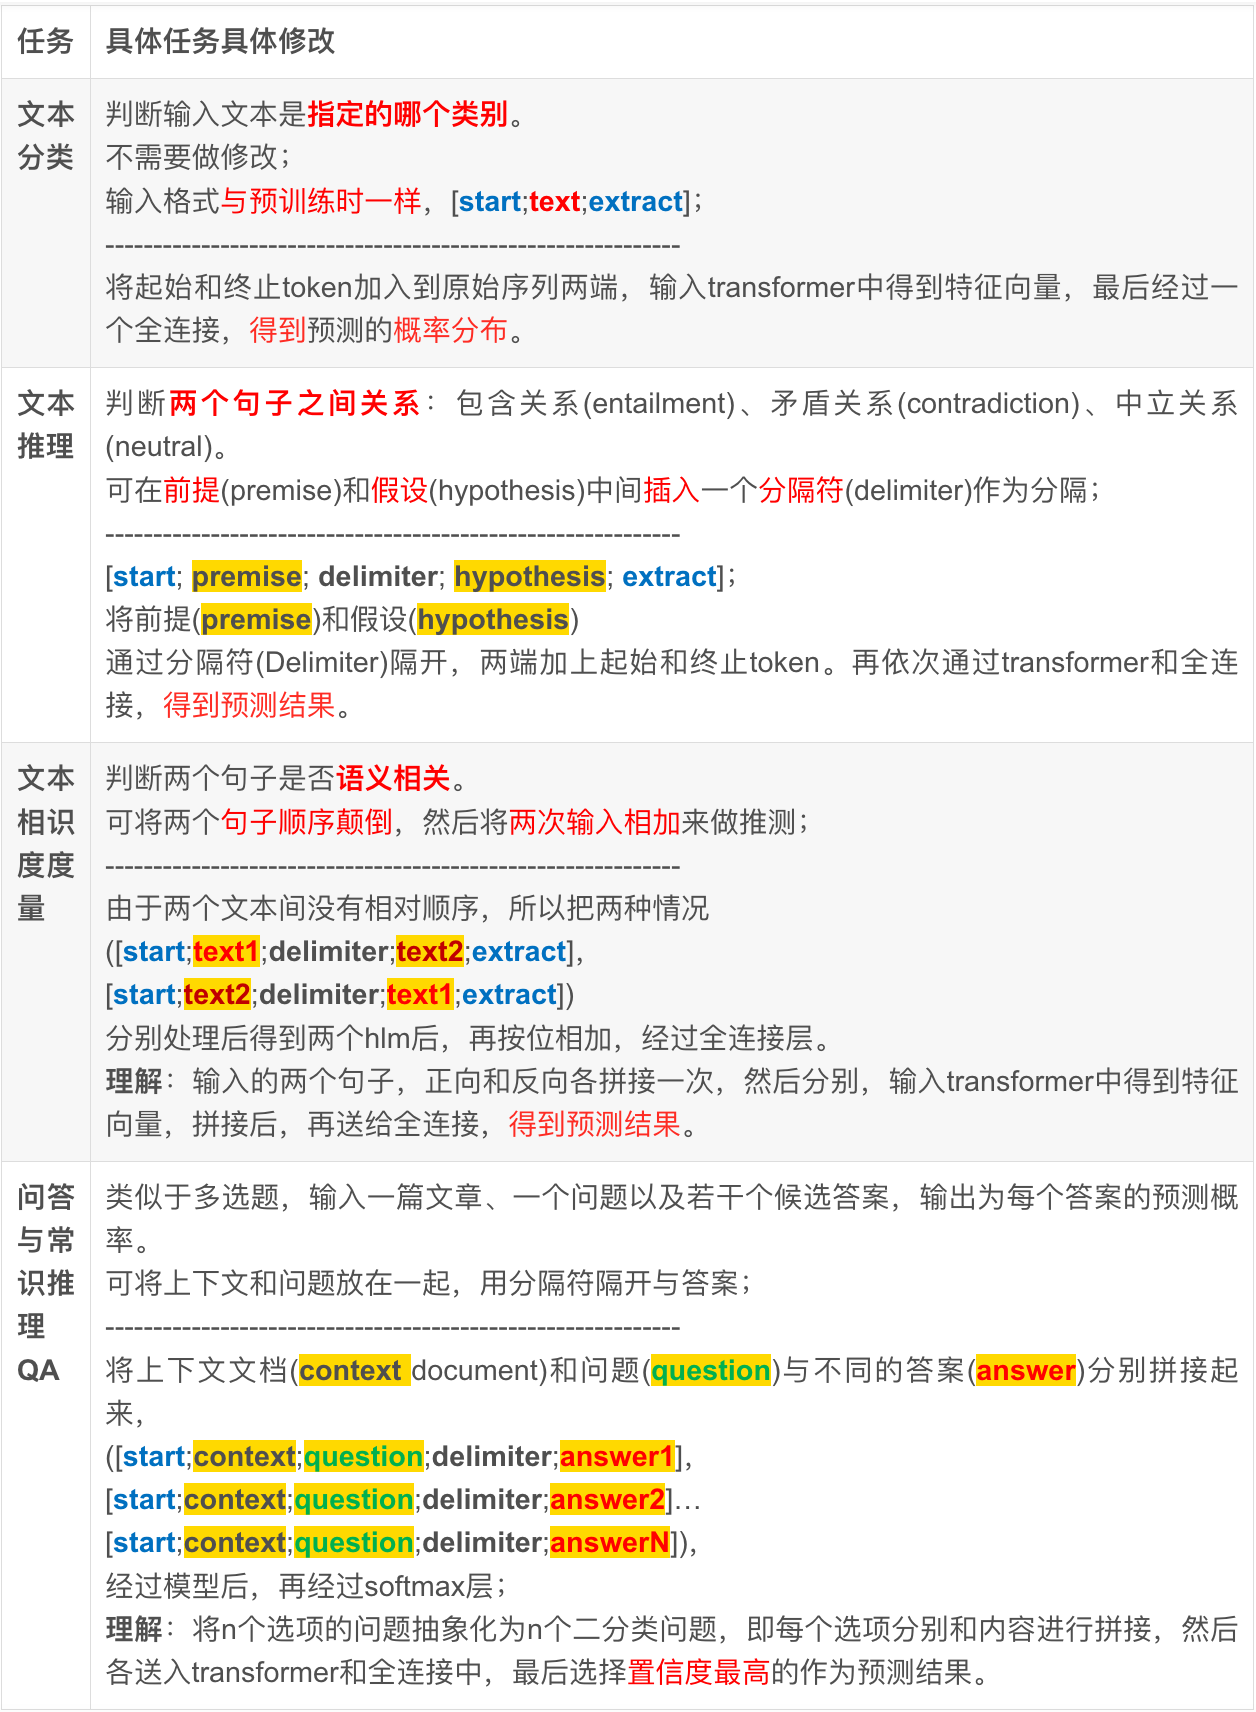 任务 具体任务具体修改
文本 判断输入文本是指定的哪个类别。
分类 不需要做修改；
输入格式与预训练时一样，[start;text;extract]；
------------------------------------------------------------
将起始和终止token加入到原始序列两端，输入transformer中得到特征向量，最后经过一
个全连接，得到预测的概率分布。
文本 判断两个句子之间关系：包含关系(entailment)、矛盾关系(contradiction)、中立关系
推理 (neutral)。
可在前提(premise)和假设(hypothesis)中间插入一个分隔符(delimiter)作为分隔；
------------------------------------------------------------
[start; premise; delimiter; hypothesis; extract]；
将前提(premise)和假设(hypothesis)
通过分隔符(Delimiter)隔开，两端加上起始和终止token。再依次通过transformer和全连
接，得到预测结果。
文本 判断两个句子是否语义相关。
相识 可将两个句子顺序颠倒，然后将两次输入相加来做推测；
度度 ------------------------------------------------------------
量 由于两个文本间没有相对顺序，所以把两种情况
([start;text1;delimiter;text2;extract],
[start;text2;delimiter;text1;extract])
分别处理后得到两个hlm后，再按位相加，经过全连接层。
理解：输入的两个句子，正向和反向各拼接一次，然后分别，输入transformer中得到特征
向量，拼接后，再送给全连接，得到预测结果。
问答 类似于多选题，输入一篇文章、一个问题以及若干个候选答案，输出为每个答案的预测概
与常 率。
识推 可将上下文和问题放在一起，用分隔符隔开与答案；
理 ------------------------------------------------------------
QA 将上下文文档(context document)和问题(question)与不同的答案(answer)分别拼接起
来，
([start;context;question;delimiter;answer1],
[start;context;question;delimiter;answer2]…
[start;context;question;delimiter;answerN]),
经过模型后，再经过softmax层；
理解：将n个选项的问题抽象化为n个二分类问题，即每个选项分别和内容进行拼接，然后
各送入transformer和全连接中，最后选择置信度最高的作为预测结果。